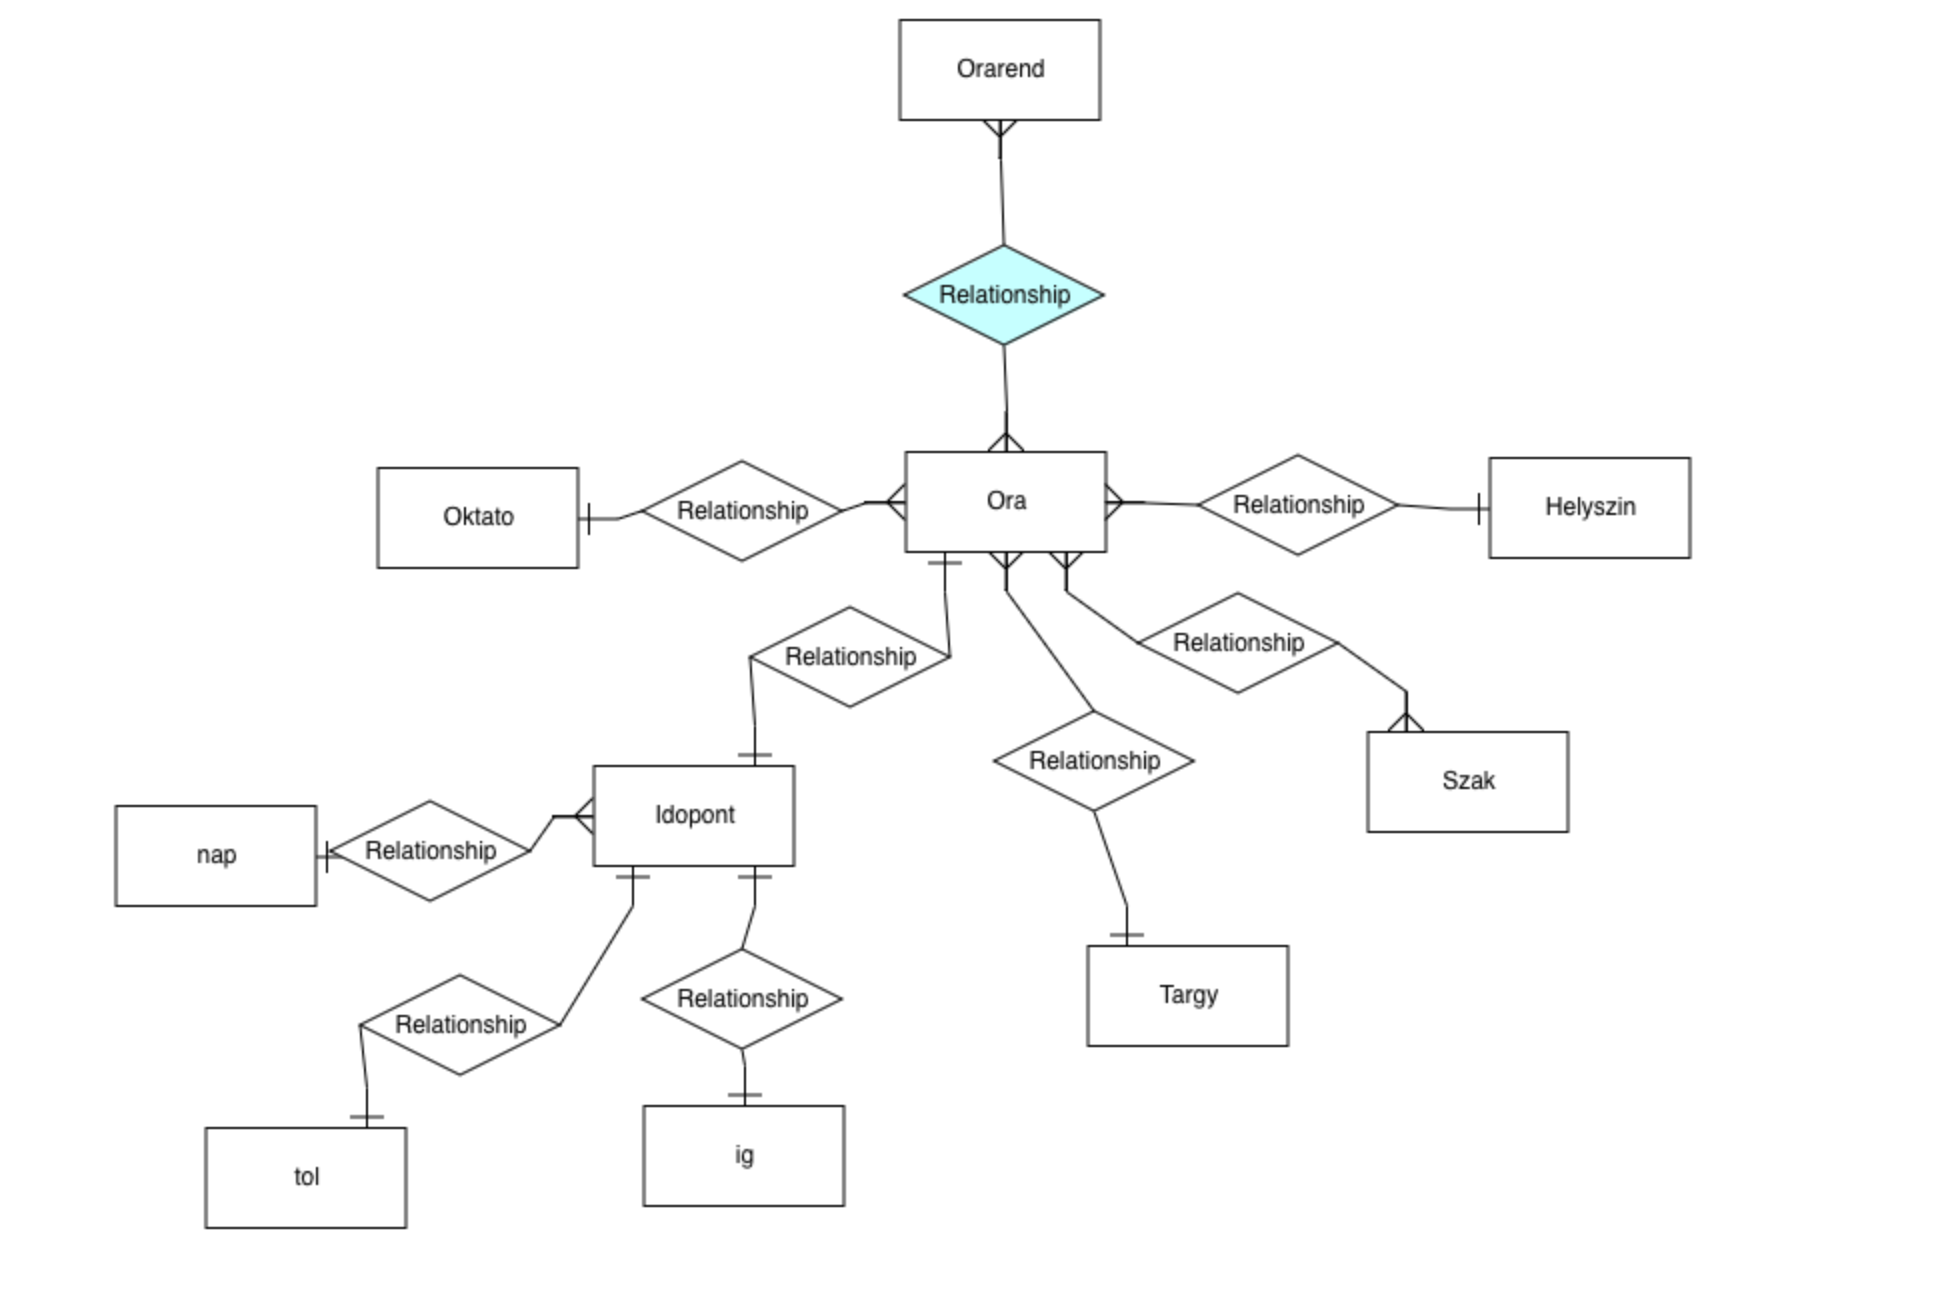 Orarend
Relationship
Oktato
Relationship
Ora
Relationship
Helyszin
Relationship
Relationship
Relationship
Szak
nap
Relationship
Idopont
Relationship
Relationship
Targy
tol
ig